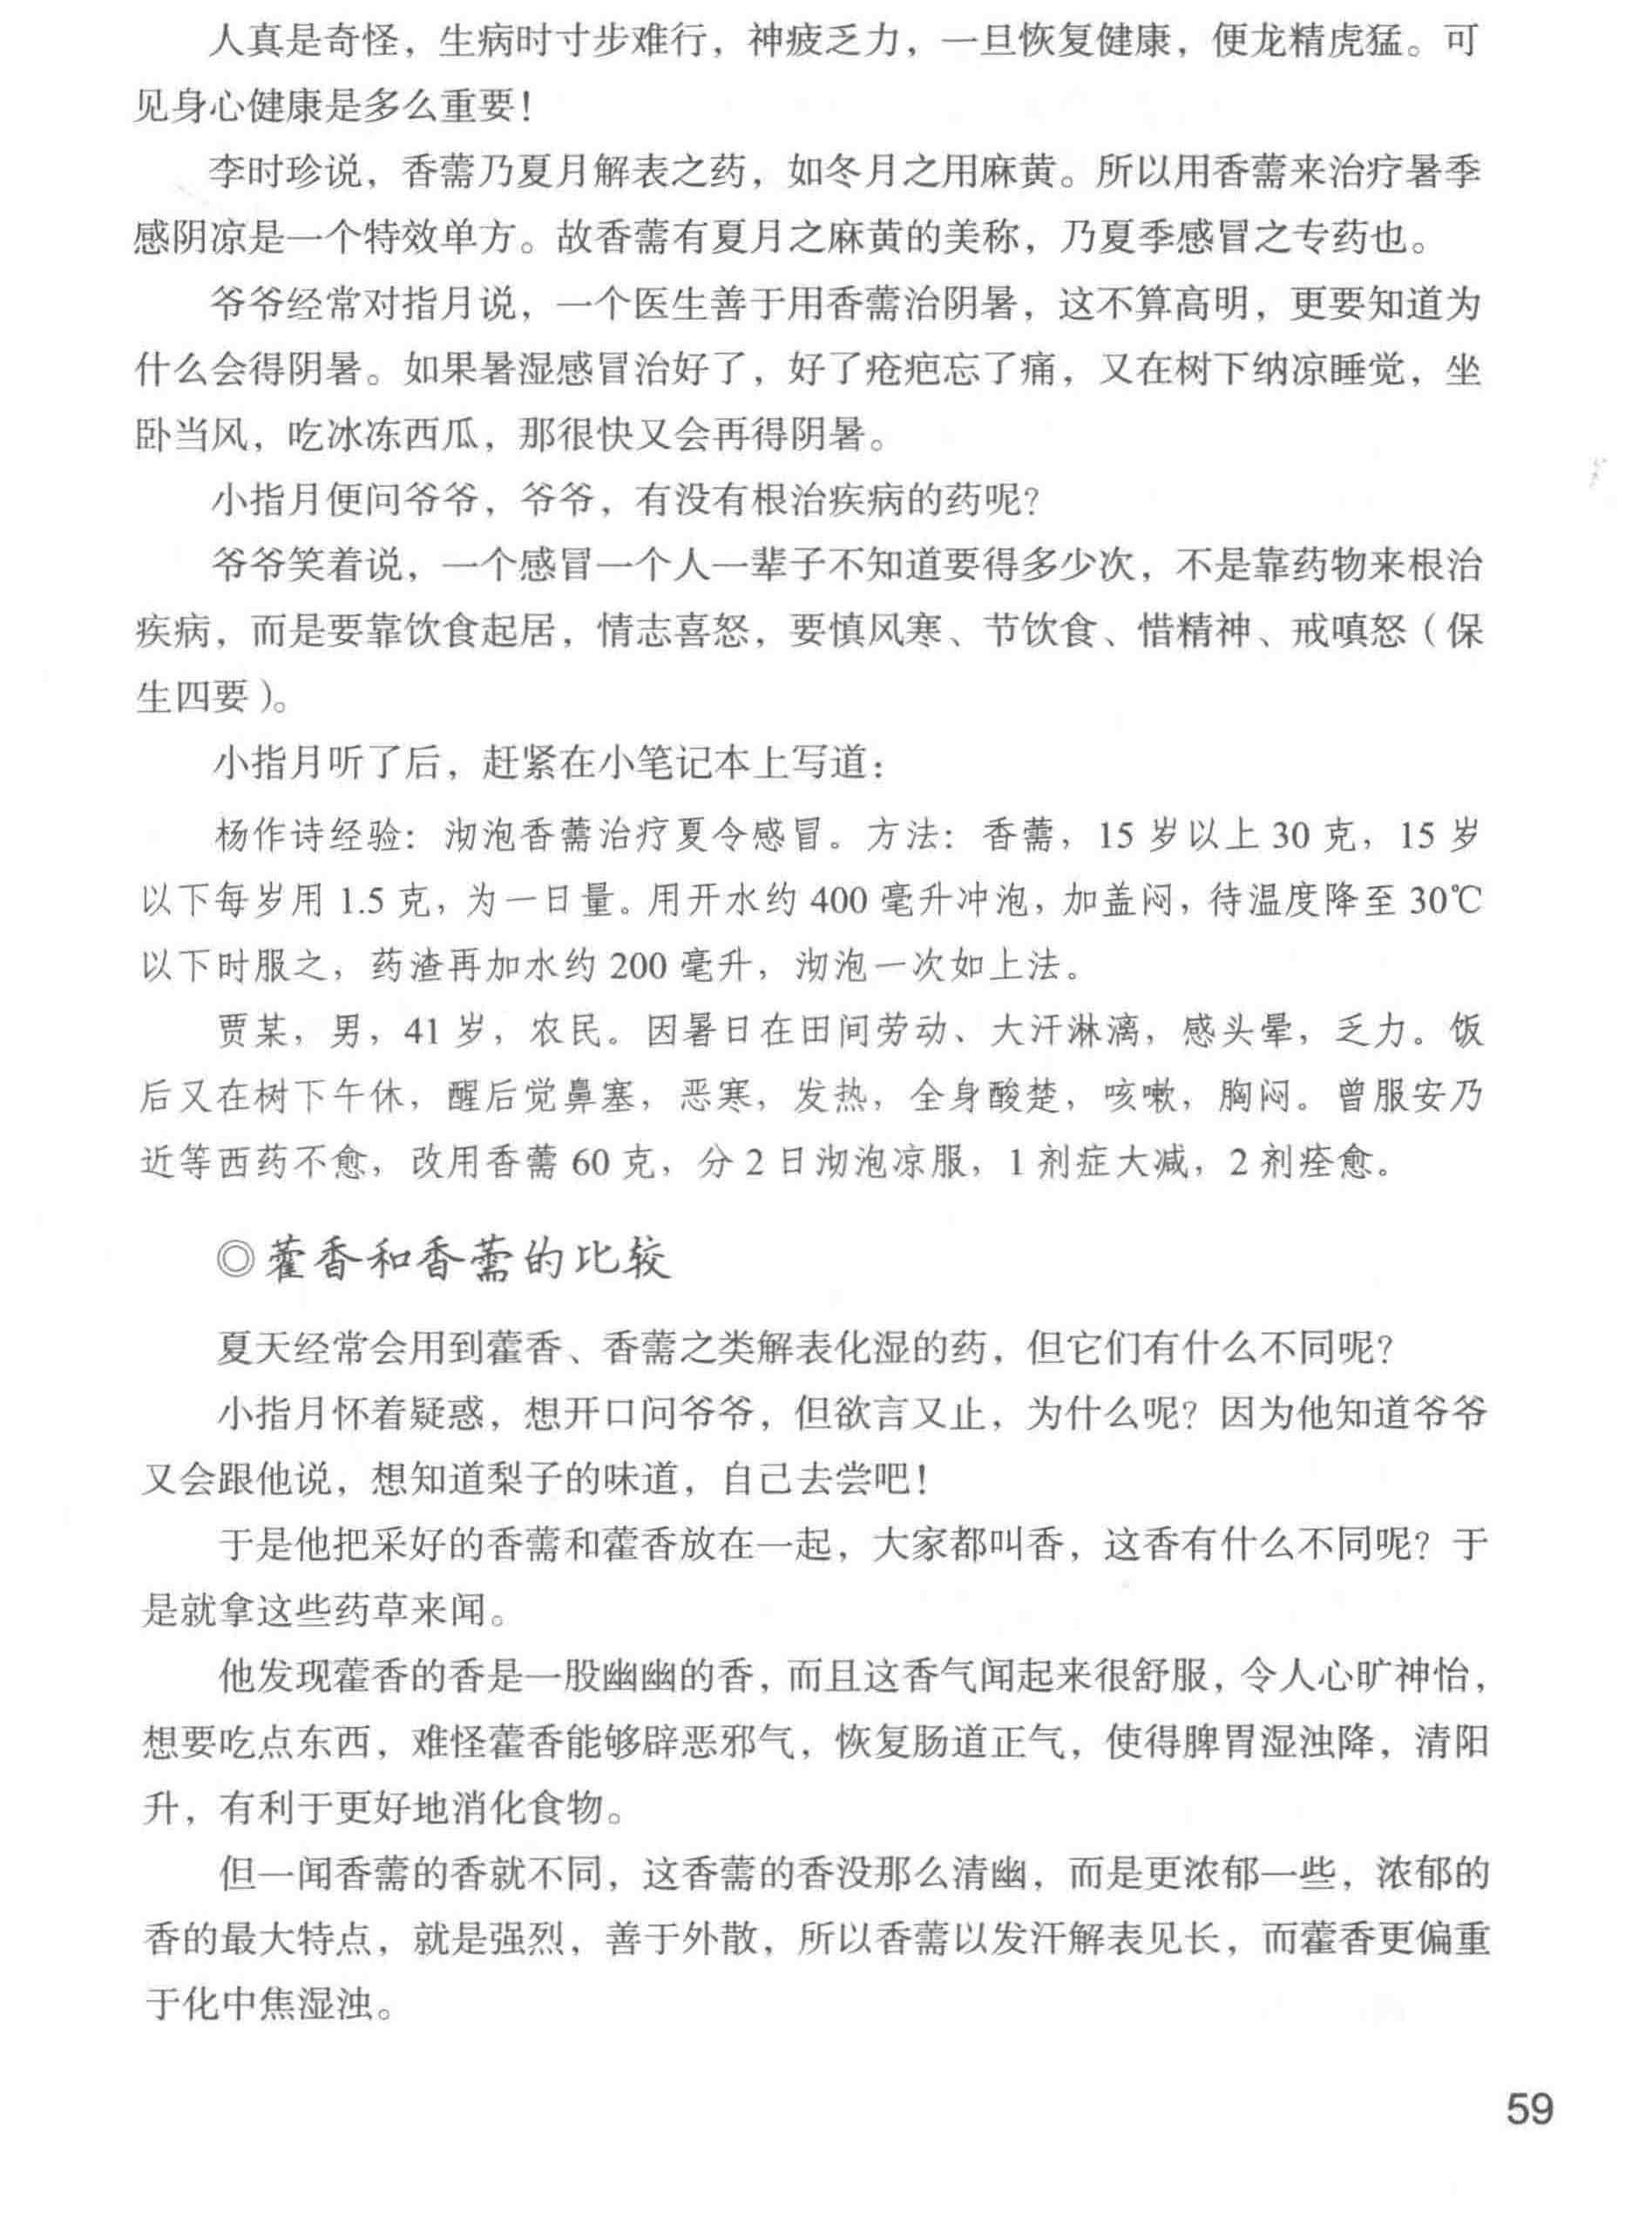 人真是奇怪，生病时寸步难行，神疲乏力，一旦恢复健康，便龙精虎猛。可
见身心健康是多么重要！
李时珍说，香薷乃夏月解表之药，如冬月之用麻黄。所以用香薷来治疗暑季
感阴凉是一个特效单方。故香薷有夏月之麻黄的美称，乃夏季感冒之专药也。
爷爷经常对指月说，一个医生善于用香薷治阴暑，这不算高明，更要知道为
什么会得阴暑。如果暑湿感冒治好了，好了疮疤忘了痛，又在树下纳凉睡觉，坐
卧当风，吃冰冻西瓜，那很快又会再得阴暑。
小指月便问爷爷，爷爷，有没有根治疾病的药呢？
爷爷笑着说，一个感冒一个人一辈子不知道要得多少次，不是靠药物来根治
疾病，而是要靠饮食起居，情志喜怒，要慎风寒、节饮食、惜精神、戒嗔怒（保
生四要）。
小指月听了后，赶紧在小笔记本上写道：
杨作诗经验：沏泡香薷治疗夏令感冒。方法：香薷，15 岁以上 30 克，15 岁
以下每岁用 1.5 克，为一日量。用开水约 400 毫升冲泡，加盖闷，待温度降至 30℃
以下时服之，药渣再加水约 200 毫升，沏泡一次如上法。
贾某，男，41 岁，农民。因暑日在田间劳动、大汗淋漓，感头晕，乏力。饭
后又在树下午休，醒后觉鼻塞，恶寒，发热，全身酸楚，咳嗽，胸闷。曾服安乃
近等西药不愈，改用香薷 60 克，分 2 日沏泡凉服，1 剂症大减，2 剂痊愈。
◎藿香和香薷的比较
夏天经常会用到藿香、香薷之类解表化湿的药，但它们有什么不同呢？
小指月怀着疑惑，想开口问爷爷，但欲言又止，为什么呢？因为他知道爷爷
又会跟他说，想知道梨子的味道，自己去尝吧！
于是他把采好的香薷和藿香放在一起，大家都叫香，这香有什么不同呢？于
是就拿这些药草来闻。
他发现藿香的香是一股幽幽的香，而且这香气闻起来很舒服，令人心旷神怡，
想要吃点东西，难怪藿香能够辟恶邪气，恢复肠道正气，使得脾胃湿浊降，清阳
升，有利于更好地消化食物。
但一闻香薷的香就不同，这香薷的香没那么清幽，而是更浓郁一些，浓郁的
香的最大特点，就是强烈，善于外散，所以香薷以发汗解表见长，而藿香更偏重
于化中焦湿浊。
59